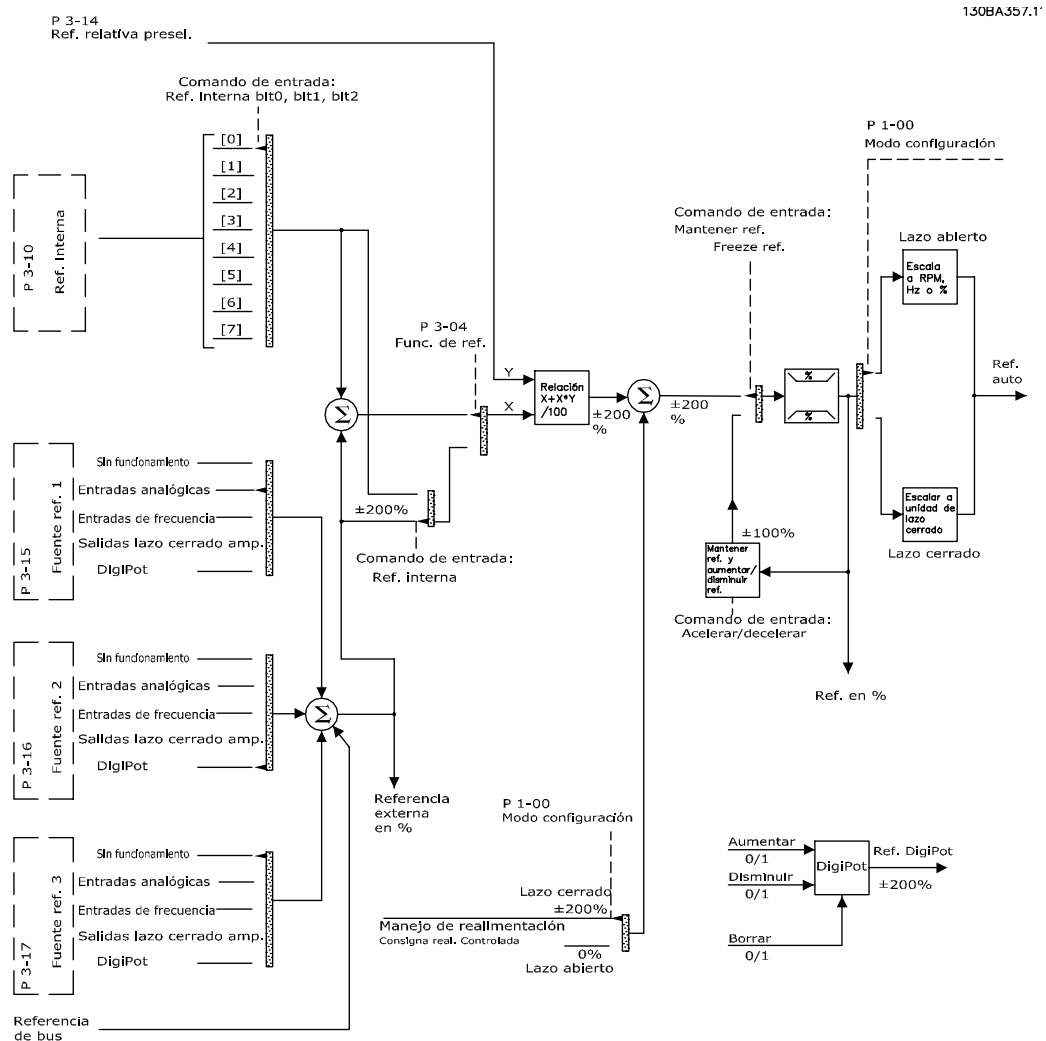 130BA357.11
P 3-14
Ref. relativa presel.
Comando de entrada:
Ref. Interna bit0, bit1, bit2
P 3-10
Ref. Interna
[0]
[1]
[2]
[3]
[4]
[5]
[6]
[7]
P 1-00
Modo configuración
Comando de entrada:
Mantener ref.
Freeze ref.
Lazo abierto
Escala
a RPM,
Hz o %
P 3-04
Func. de ref.
Y
X
Relación
X+X*Y
/100
±200
%
Σ
±200
%
%
%
Ref.
auto
Σ
±200%
Comando de entrada:
Ref. interna
±100%
Mantener
ref. y
aumentar/
disminuir
ref.
Comando de entrada:
Acelerar/decelerar
Escalar a
unidad de
lazo
cerrado
Lazo cerrado
Ref. en %
P 3-15
Fuente ref. 1
Sin funcionamiento
Entradas analógicas
Entradas de frecuencia
Salidas lazo cerrado amp.
DigiPot
P 3-16
Fuente ref. 2
Sin funcionamiento
Entradas analógicas
Entradas de frecuencia
Salidas lazo cerrado amp.
DigiPot
Σ
Referencia
externa
en %
P 3-17
Fuente ref. 3
Sin funcionamiento
Entradas analógicas
Entradas de frecuencia
Salidas lazo cerrado amp.
DigiPot
Referencia
de bus
P 1-00
Modo configuración
Lazo cerrado
±200%
Manejo de realimentación
Consigna real. Controlada
0%
Lazo abierto
Aumentar
0/1
Disminuir
0/1
Borrar
0/1
DigiPot
Ref. DigiPot
±200%